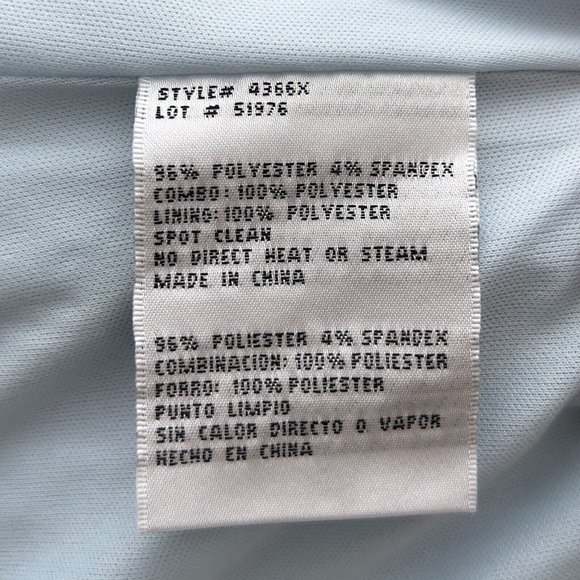 STYLE# 4366X
LOT # 51976
96% POLYESTER 4% SPANDEX
COMBO: 100% POLYESTER
LINING: 100% POLYESTER
SPOT CLEAN
NO DIRECT HEAT OR STEAM
MADE IN CHINA
96% POLIESTER 4% SPANDEX
COMBINACION: 100% POLIESTER
FORRO: 100% POLIESTER
PUNTO LIMPIO
SIN CALOR DIRECTO O VAPOR
HECHO EN CHINA